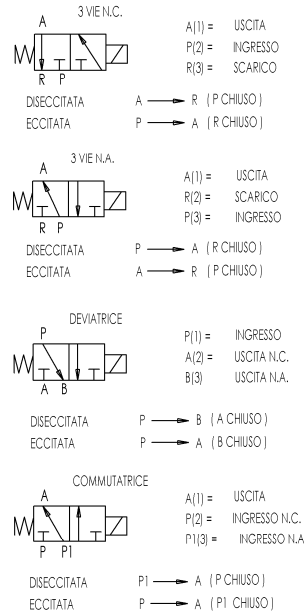 3 VIE N.C.
A
R P
A(1) = USCITA
P(2) = INGRESSO
R(3) = SCARICO
DISECCITATA A R ( P CHIUSO )
ECCITATA P A ( R CHIUSO )
3 VIE N.A.
A
R P
A(1) = USCITA
R(2) = SCARICO
P(3) = INGRESSO
DISECCITATA P A ( R CHIUSO )
ECCITATA A R ( P CHIUSO )
DEVIATRICE
P
A B
P(1) = INGRESSO
A(2) = USCITA N.C.
B(3) USCITA N.A.
DISECCITATA P B ( A CHIUSO )
ECCITATA P A ( B CHIUSO )
COMMUTATRICE
A
P P1
A(1) = USCITA
P(2) = INGRESSO N.C.
P1(3) = INGRESSO N.A
DISECCITATA P1 A ( P CHIUSO )
ECCITATA P A ( P1 CHIUSO )